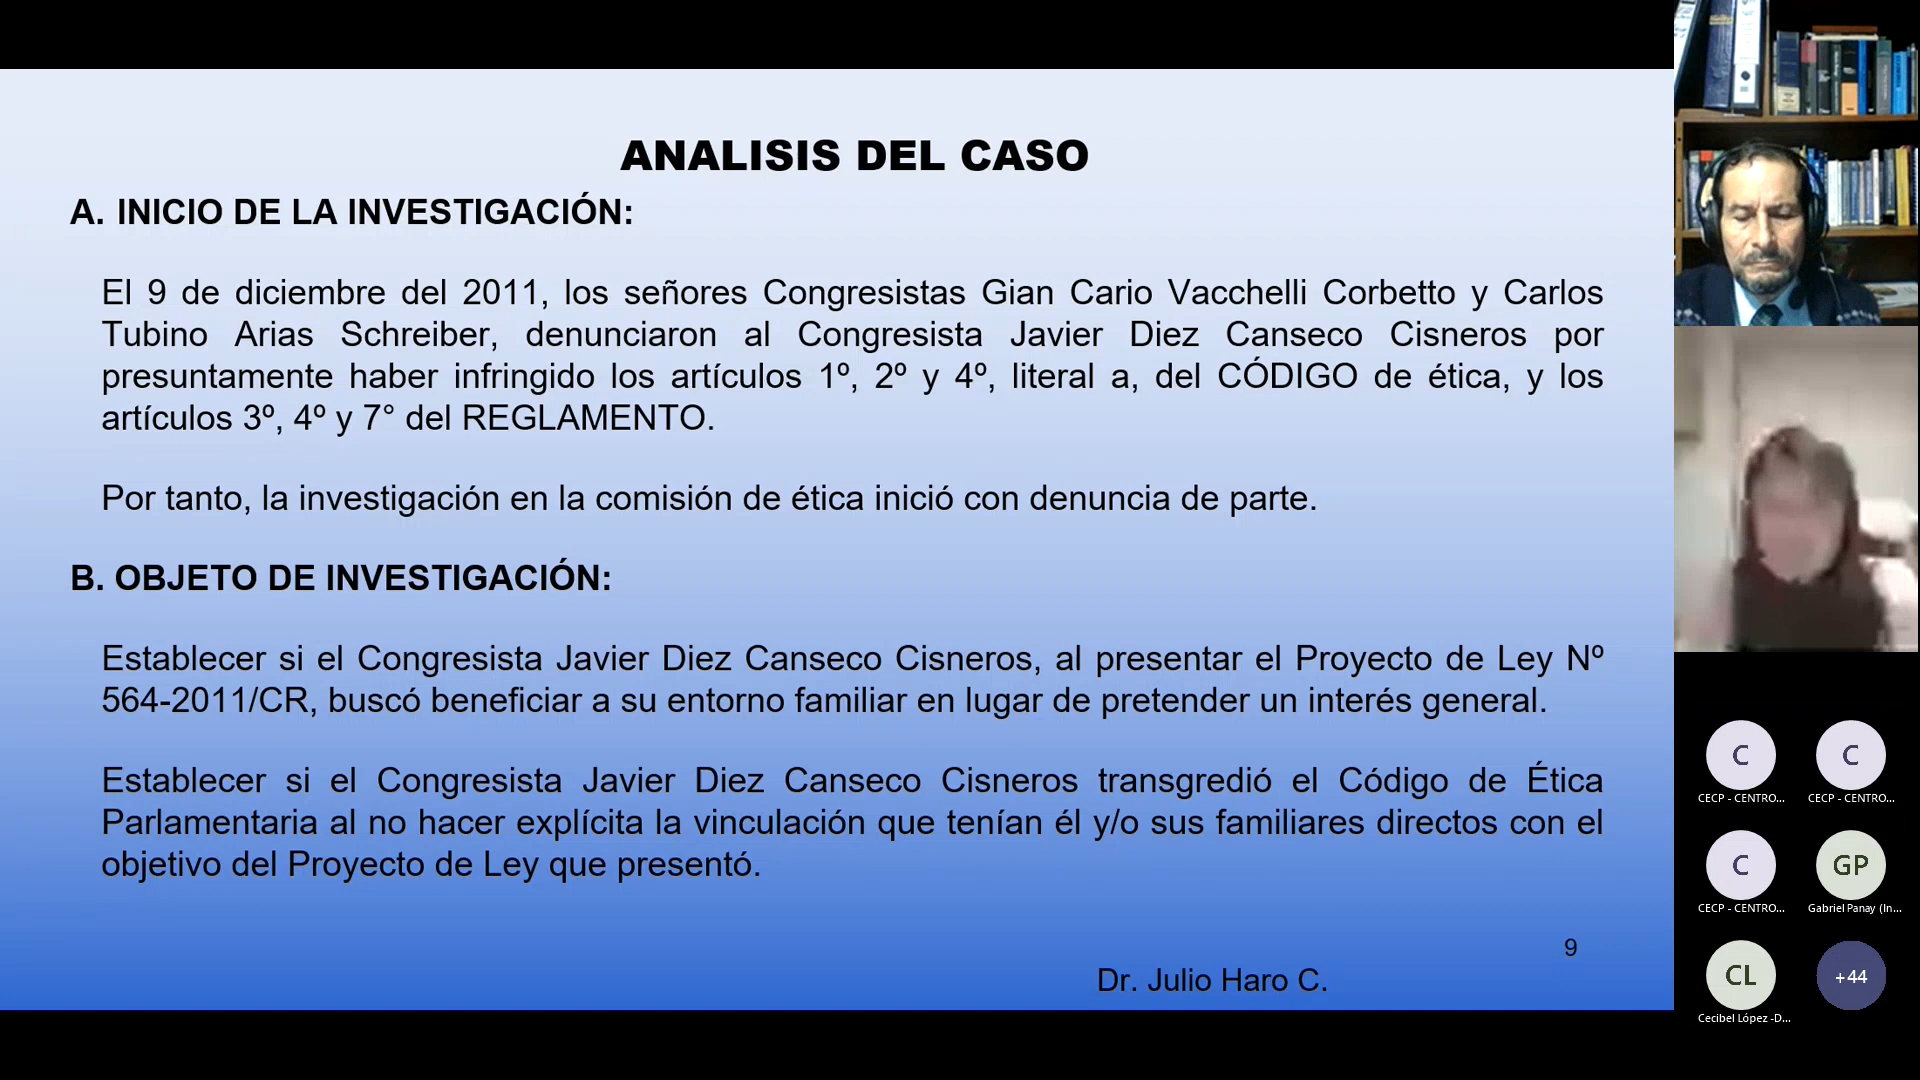 ANALISIS DEL CASO
A. INICIO DE LA INVESTIGACIÓN:
El 9 de diciembre del 2011, los señores Congresistas Gian Cario Vacchelli Corbetto y Carlos
Tubino Arias Schreiber, denunciaron al Congresista Javier Diez Canseco Cisneros por
presuntamente haber infringido los artículos 1º, 2º y 4º, literal a, del CÓDIGO de ética, y los
artículos 3º, 4º y 7° del REGLAMENTO.
Por tanto, la investigación en la comisión de ética inició con denuncia de parte.
B. OBJETO DE INVESTIGACIÓN:
Establecer si el Congresista Javier Diez Canseco Cisneros, al presentar el Proyecto de Ley Nº
564-2011/CR, buscó beneficiar a su entorno familiar en lugar de pretender un interés general.
Establecer si el Congresista Javier Diez Canseco Cisneros transgredió el Código de Ética
Parlamentaria al no hacer explícita la vinculación que tenían él y/o sus familiares directos con el
objetivo del Proyecto de Ley que presentó.
9
Dr. Julio Haro C.
C
C
CECP - CENTRO...
CECP - CENTRO...
C
GP
CECP - CENTRO...
Gabriel Panay (In...
CL
+44
Cecibel López -D...